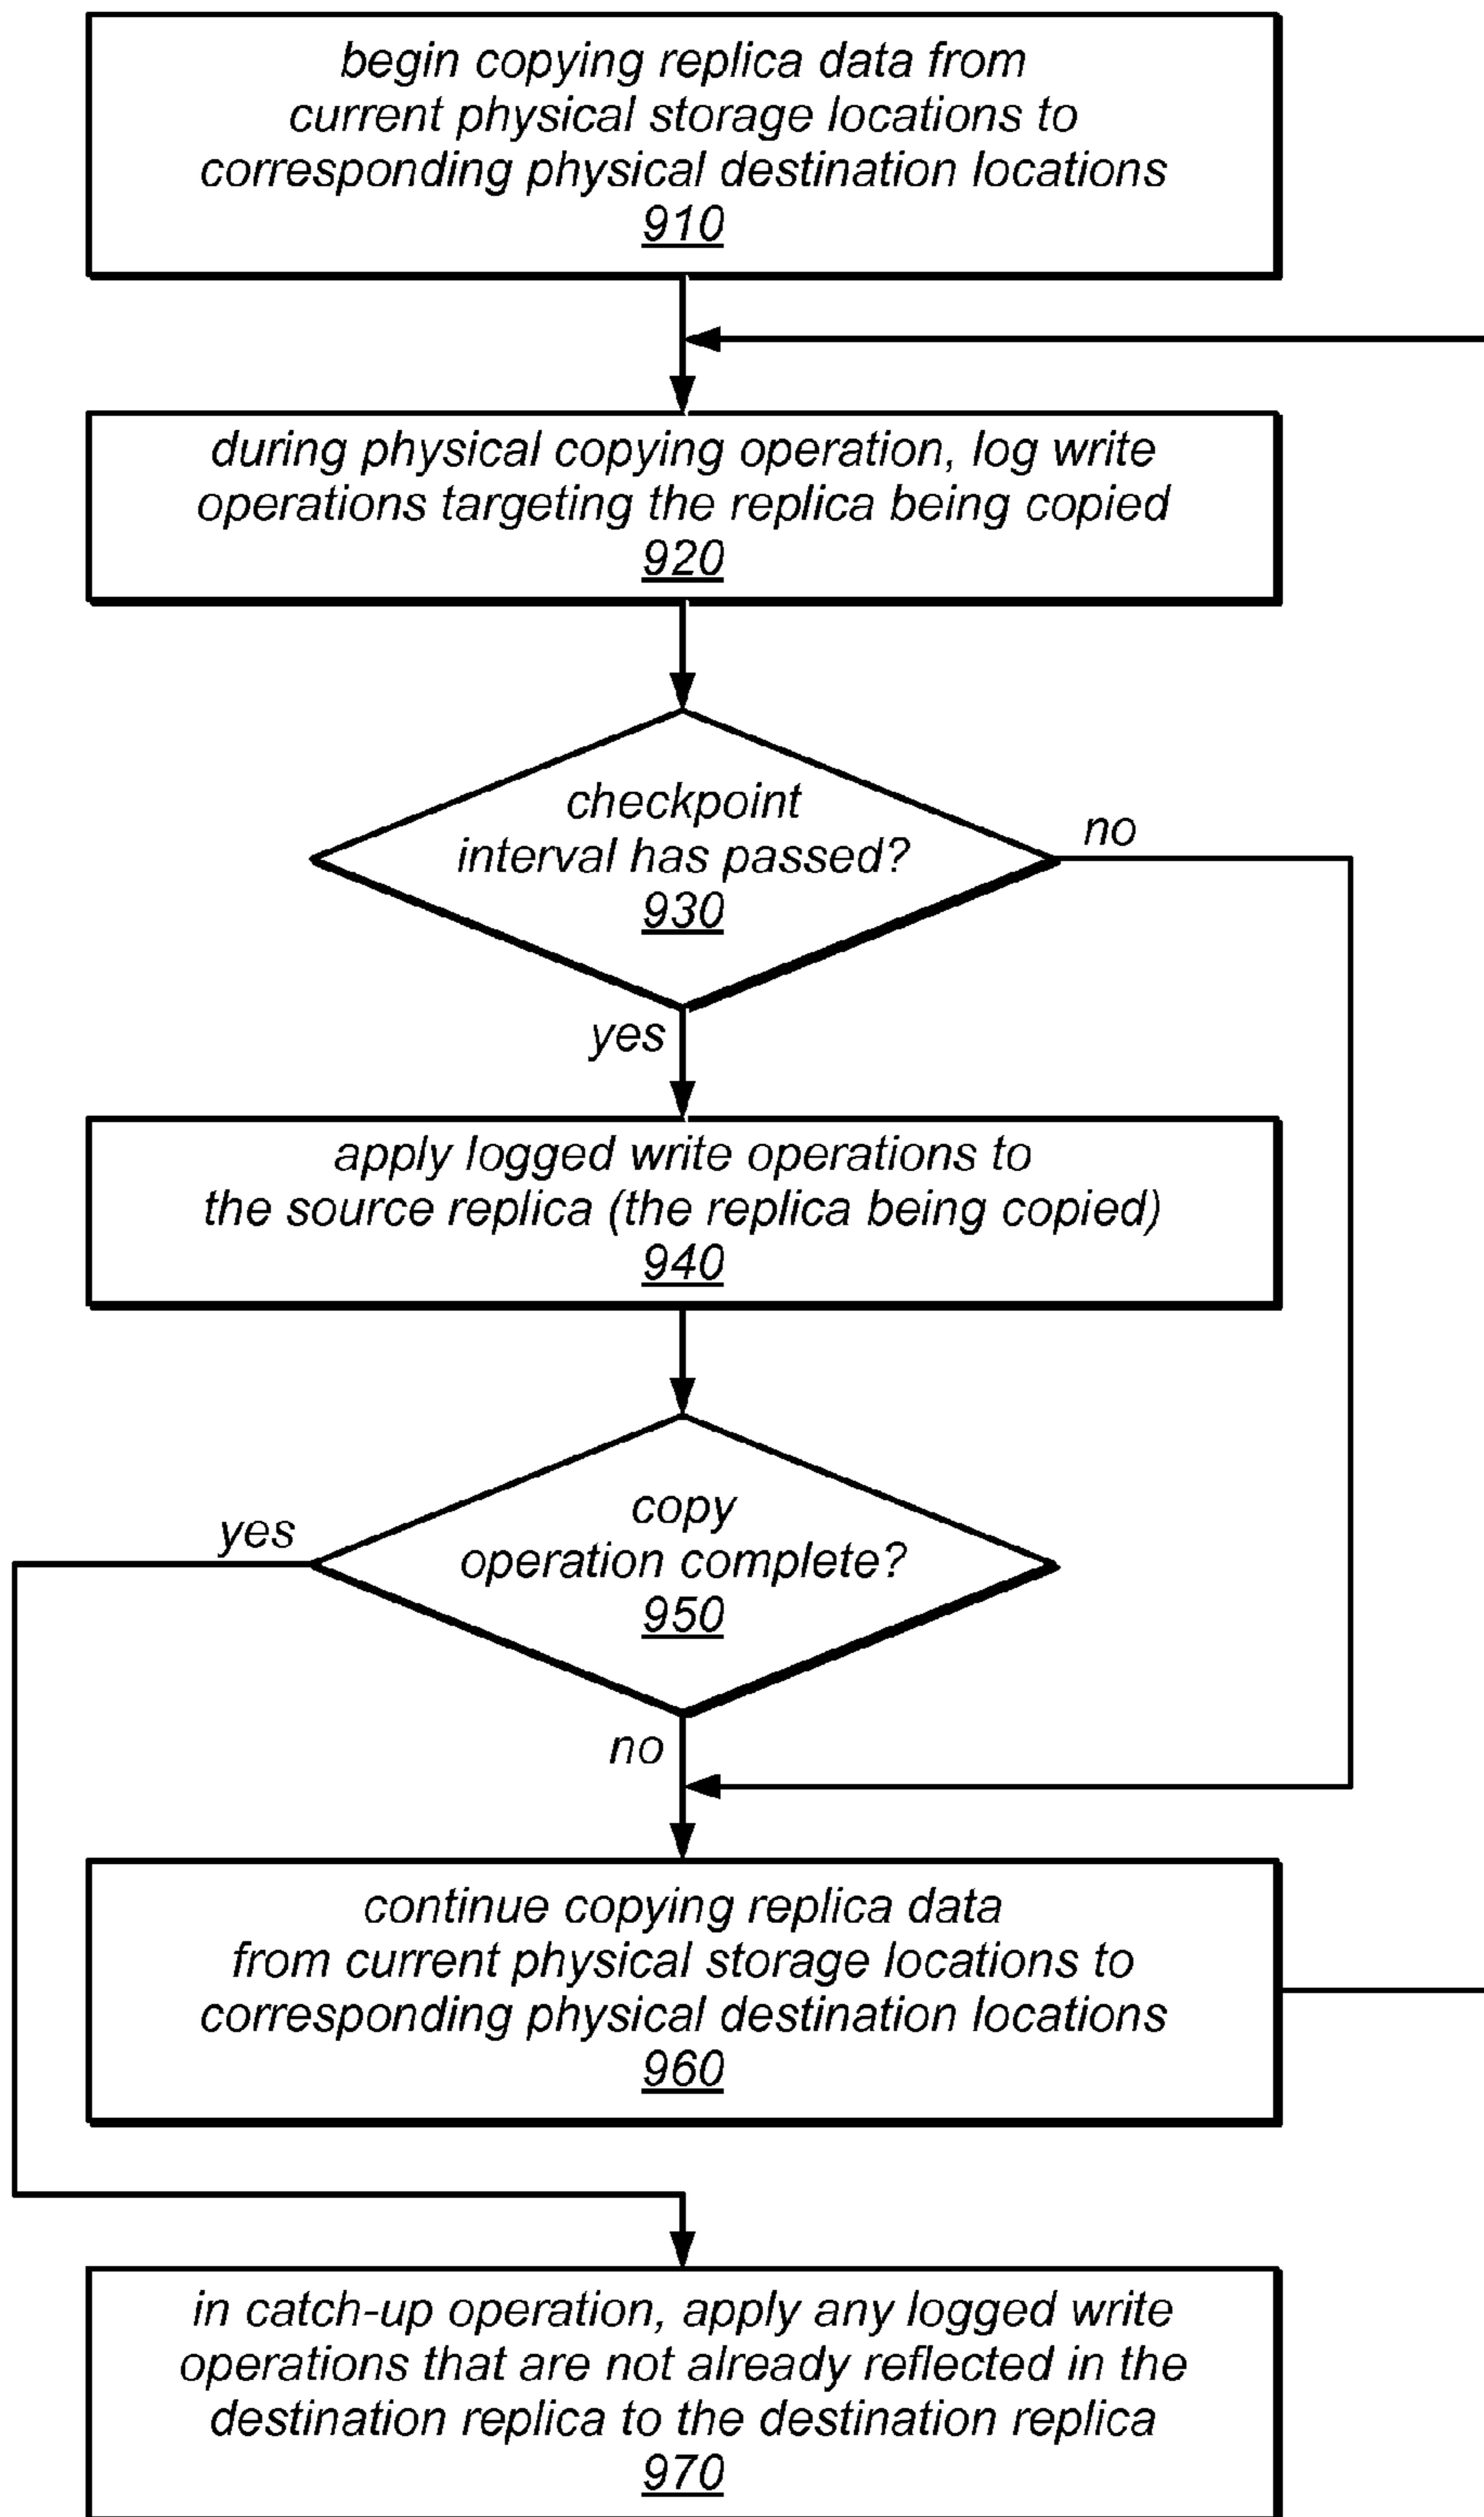 begin copying replica data from
current physical storage locations to
corresponding physical destination locations
910
during physical copying operation, log write
operations targeting the replica being copied
920
checkpoint
interval has passed?
930
no
yes
apply logged write operations to
the source replica (the replica being copied)
940
copy
operation complete?
950
yes
no
continue copying replica data
from current physical storage locations to
corresponding physical destination locations
960
in catch-up operation, apply any logged write
operations that are not already reflected in the
destination replica to the destination replica
970